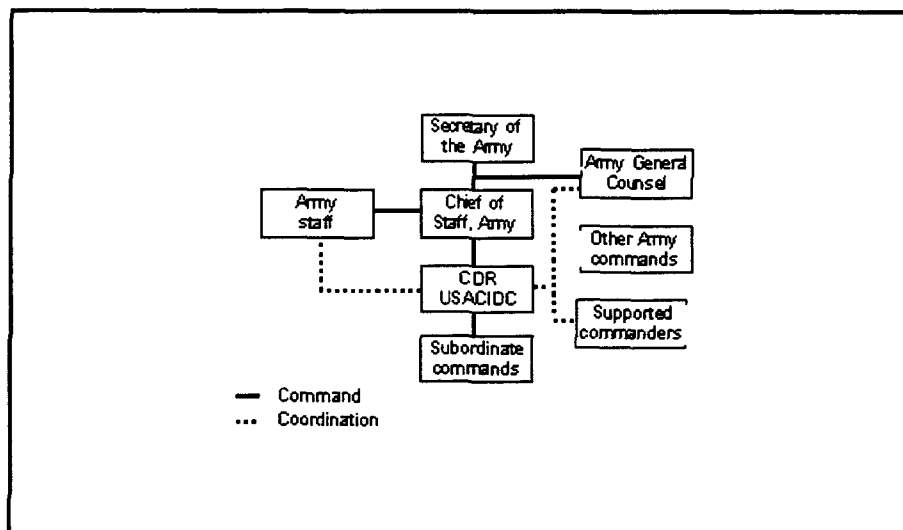 Secretary of
the Army
Army General
Counsel
Army
staff
Chief of
Staff, Army
Other Army
commands
CDR
USACIDC
Supported
commanders
Subordinate
commands
Command
Coordination